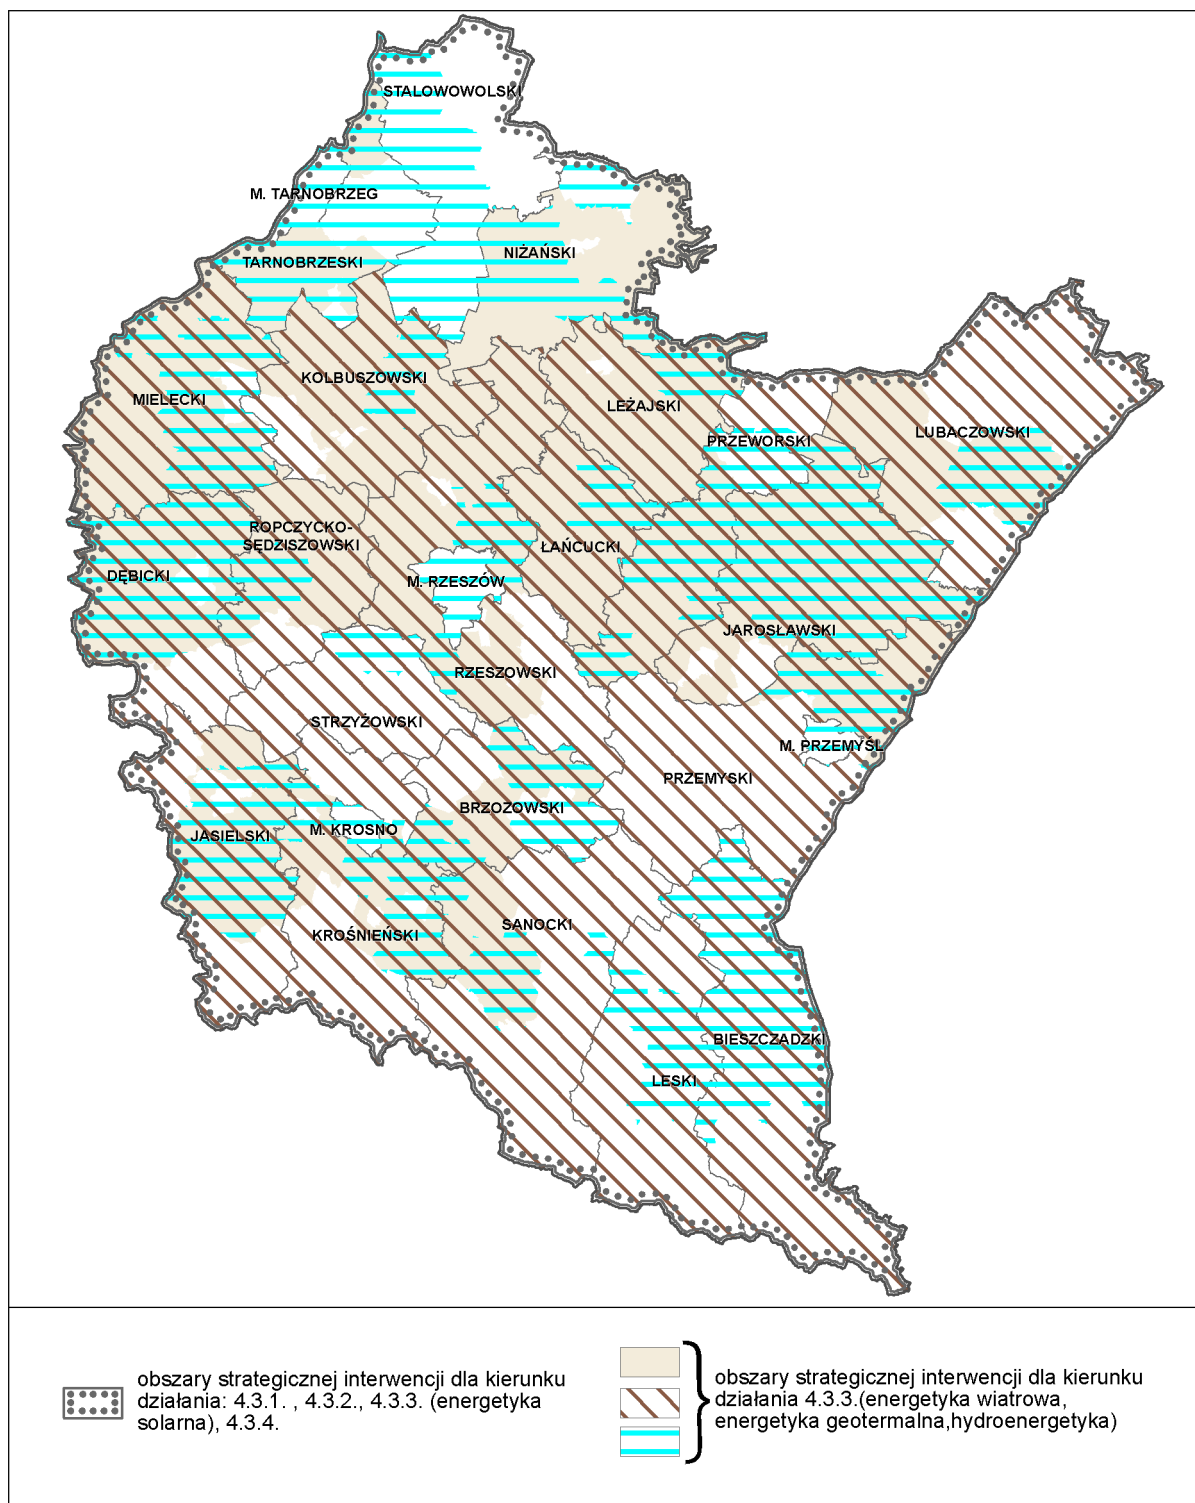 STALOWOWOLSKI
M. TARNOBRZEG
NIŻAŃSKI
TARNOBRZESKI
KOLBUSZOWSKI
MIELECKI
LEŻAJSKI
LUBACZOWSKI
PRZEWORSKI
ROPCZYCKO-
SĘDZISZOWSKI
ŁAŃCUCKI
DĘBICKI
M. RZESZÓW
JAROSŁAWSKI
RZESZOWSKI
STRZYŻOWSKI
M. PRZEMYŚL
PRZEMYSKI
BRZOZOWSKI
M. KROSNO
JASIELSKI
SANOCKI
KROŚNIEŃSKI
BIESZCZADZKI
LESKI
obszary strategicznej interwencji dla kierunku
działania: 4.3.1. , 4.3.2., 4.3.3. (energetyka
solarna), 4.3.4.
obszary strategicznej interwencji dla kierunku
działania 4.3.3.(energetyka wiatrowa,
energetyka geotermalna,hydroenergetyka)